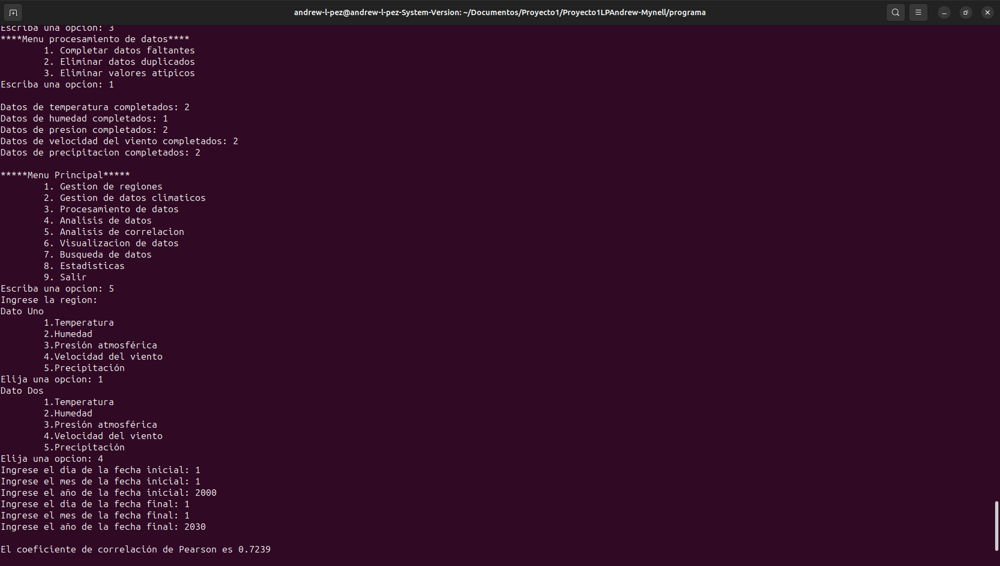 andrew-l-pez@andrew-l-pez-System-Version: ~/Documentos/Proyecto1/Proyecto1LPAndrew-Mynell/programa
Escriba una opcion: 3
****Menu procesamiento de datos****
1. Completar datos faltantes
2. Eliminar datos duplicados
3. Eliminar valores atipicos
Escriba una opcion: 1
Datos de temperatura completados: 2
Datos de humedad completados: 1
Datos de presion completados: 2
Datos de velocidad del viento completados: 2
Datos de precipitacion completados: 2
*****Menu Principal*****
1. Gestion de regiones
2. Gestion de datos climaticos
3. Procesamiento de datos
4. Analisis de datos
5. Analisis de correlacion
6. Visualizacion de datos
7. Busqueda de datos
8. Estadisticas
9. Salir
Escriba una opcion: 5
Ingrese la region:
Dato Uno
1.Temperatura
2.Humedad
3.Presión atmosférica
4.Velocidad del viento
5.Precipitación
Elija una opcion: 1
Dato Dos
1.Temperatura
2.Humedad
3.Presión atmosférica
4.Velocidad del viento
5.Precipitación
Elija una opcion: 4
Ingrese el dia de la fecha inicial: 1
Ingrese el mes de la fecha inicial: 1
Ingrese el año de la fecha inicial: 2000
Ingrese el dia de la fecha final: 1
Ingrese el mes de la fecha final: 1
Ingrese el año de la fecha final: 2030
El coeficiente de correlación de Pearson es 0.7239